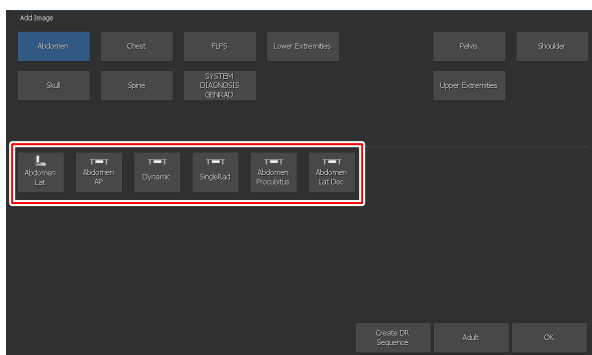 Add Image
Abdomen
Chest
FLFS
Lower Extremities
Pelvis
Shoulder
Skull
Spine
SYSTEM
DIAGNOSIS
GENRAD
Upper Extremities
Abdomen
Lat
Abdomen
AP
Dynamic
SingleRad
Abdomen
Procubitus
Abdomen
Lat Dec
Create DR
Sequence
Adult
OK